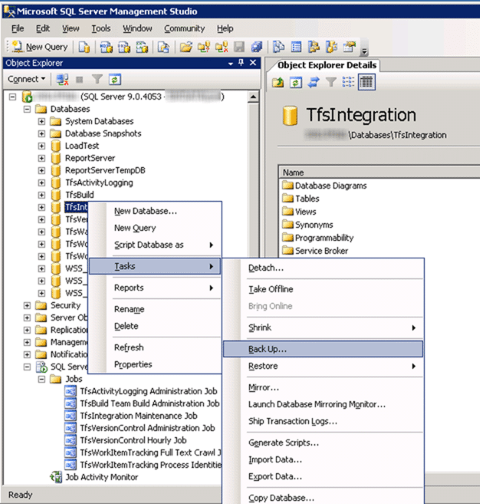 Microsoft SQL Server Management Studio
File Edit View Tools Window Community Help
New Query
Object Explorer
Connect
(SQL Server 9.0.4053 -
Databases
System Databases
Database Snapshots
LoadTest
ReportServer
ReportServerTempDB
TfsActivityLogging
TfsBuild
TfsInt
TfsVer
TfsWa
TfsWo
TfsWo
WSS_
WSS_
WSS_
Security
Server Ob
Replication
Managem
Notificatio
SQL Serve
Jobs
TfsActivityLogging Administration Job
TfsBuild Team Build Administration Job
TfsIntegration Maintenance Job
TfsVersionControl Administration Job
TfsVersionControl Hourly Job
TfsWorkItemTracking Full Text Crawl J
TfsWorkItemTracking Process Identitie
Job Activity Monitor
Ready
New Database...
New Query
Script Database as
Tasks
Reports
Rename
Delete
Refresh
Properties
Detach...
Take Offline
Bring Online
Shrink
Back Up...
Restore
Mirror...
Launch Database Mirroring Monitor...
Ship Transaction Logs...
Generate Scripts...
Import Data...
Export Data...
Copy Database...
Object Explorer Details
TfsIntegration
\Databases\TfsIntegration
Name
Database Diagrams
Tables
Views
Synonyms
Programmability
Service Broker